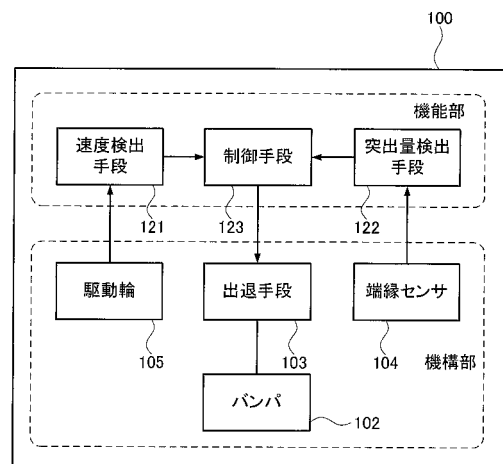 100
機能部
速度検出
手段
制御手段
突出量検出
手段
121
123
122
駆動輪
出退手段
端縁センサ
105
103
104
機構部
バンパ
102